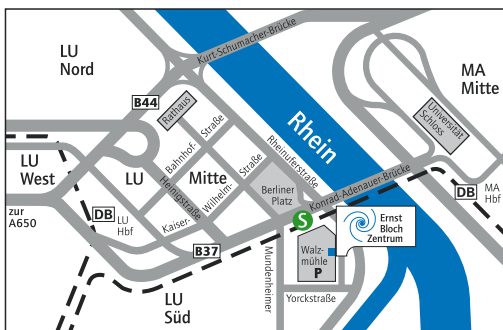 LU
Nord
Kurt-Schumacher-Brücke
MA
Mitte
B44
Rathaus
Rhein
Universität
Schloss
LU
West
LU
Mitte
Bahnhof-
Straße
Heinigstraße
Kaiser-
Wilhelm-
Straße
Rheinuferstraße
Berliner
Platz
Konrad-Adenauer-Brücke
DB
MA
Hbf
zur
A650
DB
LU
Hbf
S
Ernst
Bloch
Zentrum
B37
Walz-
mühle
P
Mundenheimer
Yorckstraße
LU
Süd